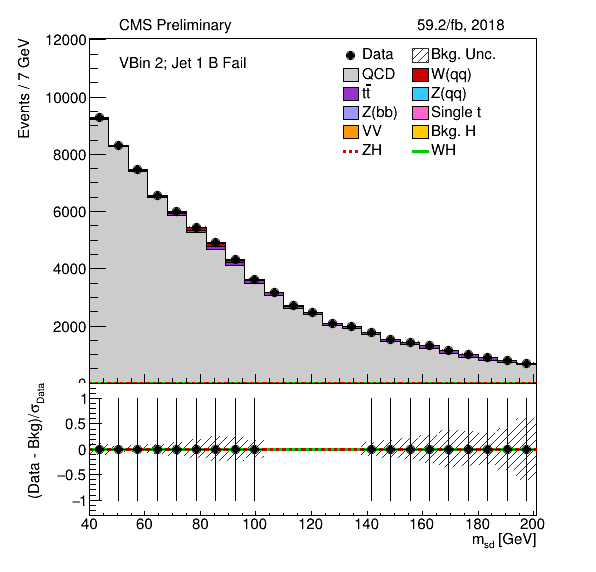 CMS Preliminary
59.2/fb, 2018
Events / 7 GeV
12000
10000
8000
6000
4000
2000
0
VBin 2; Jet 1 B Fail
Data
Bkg. Unc.
QCD
W(qq)
tt̄
Z(qq)
Z(bb)
Single t
VV
Bkg. H
ZH
WH
(Data - Bkg)/σData
1
0.5
0
−0.5
−1
40 60 80 100 120 140 160 180 200
msd [GeV]